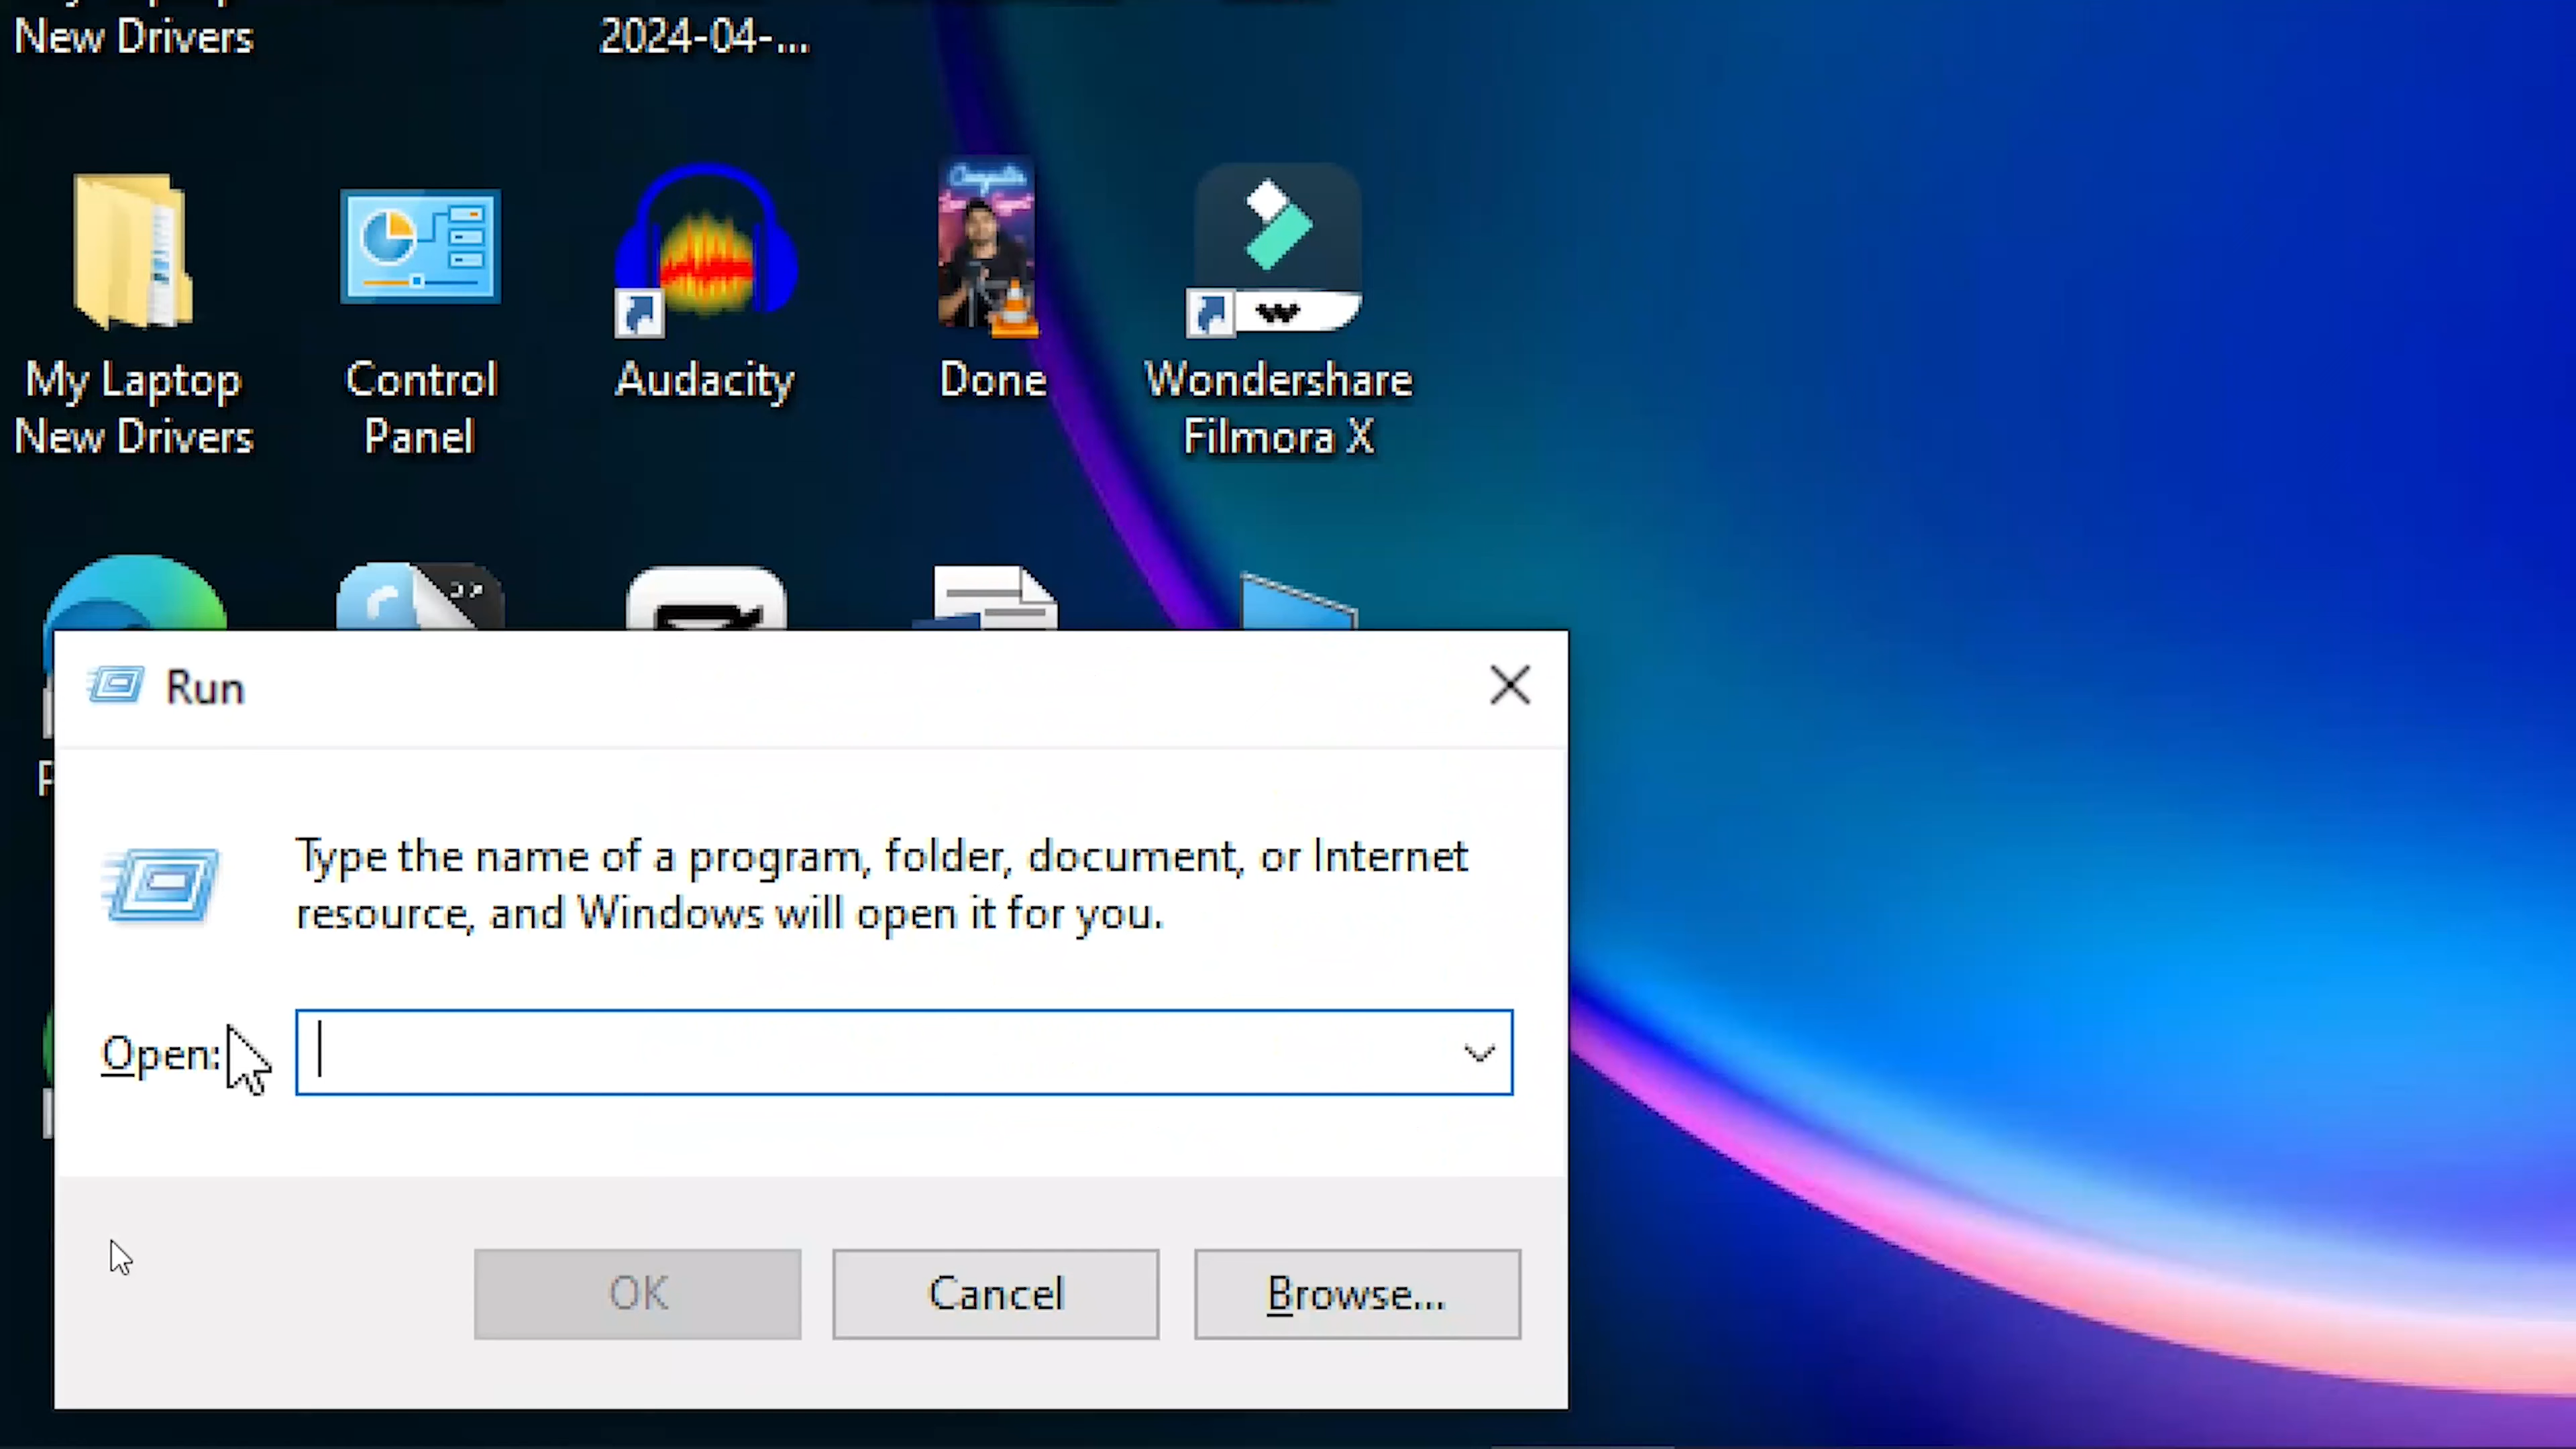 New Drivers
2024-04-...
My Laptop
New Drivers
Control
Panel
Audacity
Done
Wondershare
Filmora X
Run
Type the name of a program, folder, document, or Internet
resource, and Windows will open it for you.
Open:
OK
Cancel
Browse...